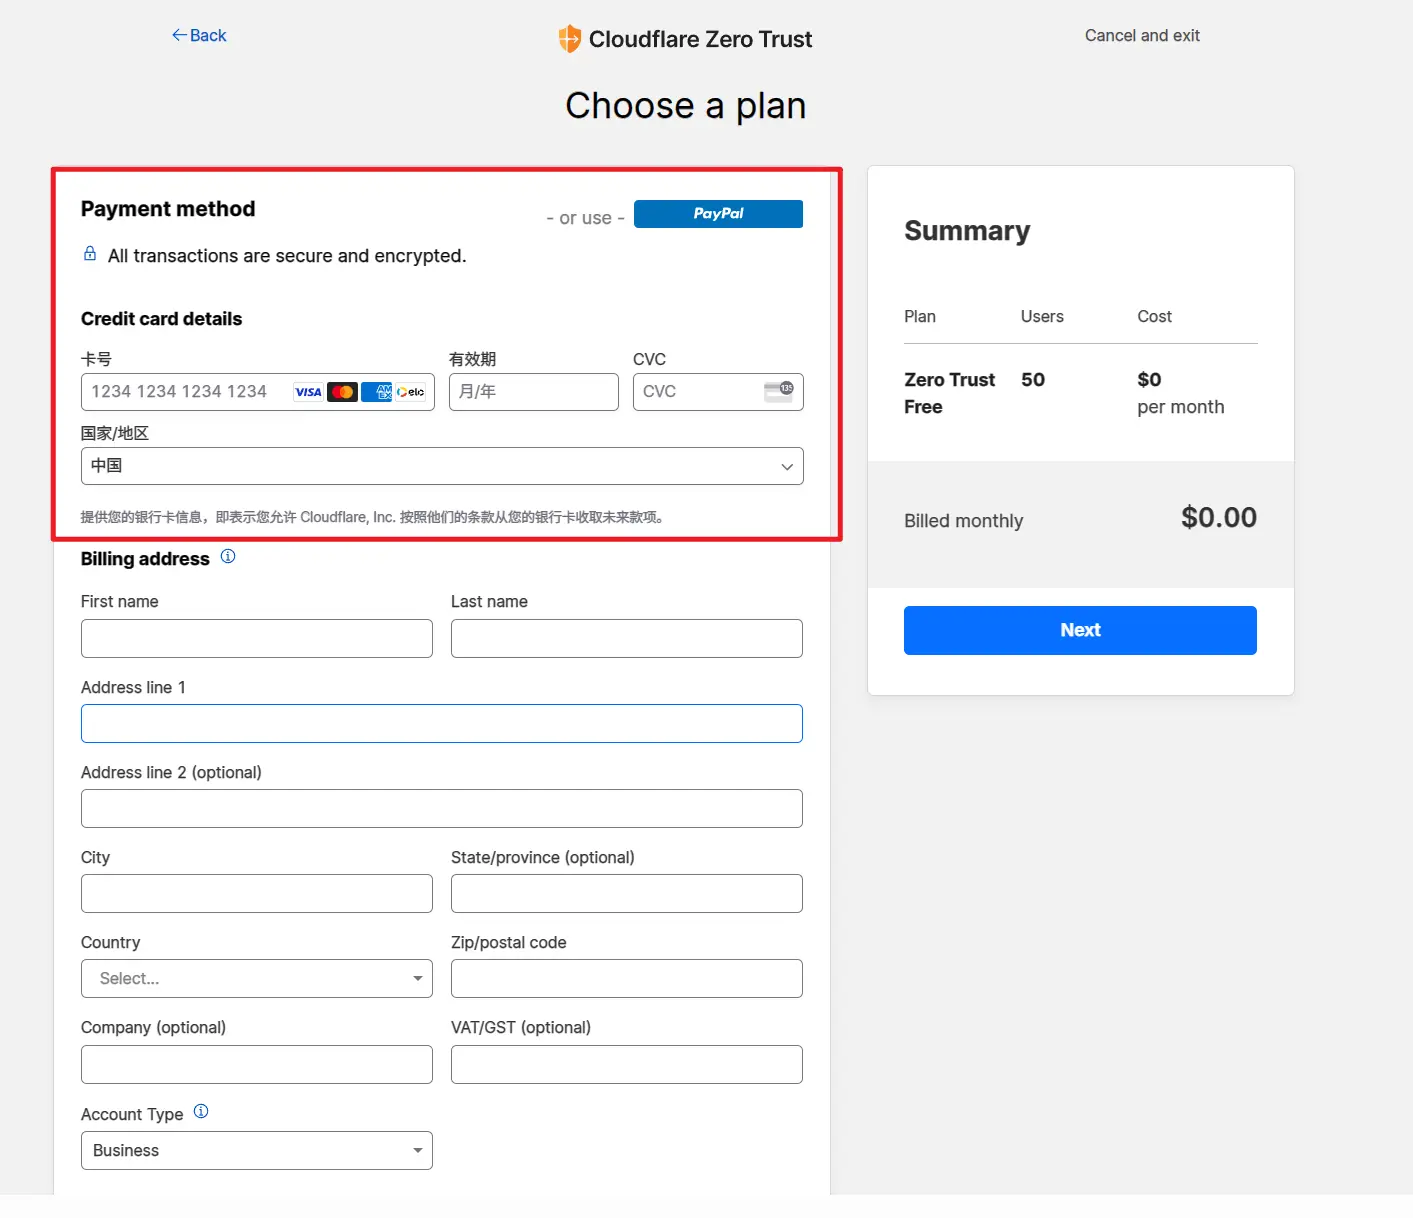 Back
Cloudflare Zero Trust
Cancel and exit
Choose a plan
Payment method
- or use -
PayPal
All transactions are secure and encrypted.
Credit card details
卡号
有效期
CVC
1234 1234 1234 1234
VISA
AM EX
elo
月/年
CVC
135
国家/地区
中国
提供您的银行卡信息，即表示您允许 Cloudflare, Inc. 按照他们的条款从您的银行卡收取未来款项。
Billing address
First name
Last name
Address line 1
Address line 2 (optional)
City
State/province (optional)
Country
Zip/postal code
Select...
Company (optional)
VAT/GST (optional)
Account Type
Business
Summary
Plan
Users
Cost
Zero Trust Free
50
$0
per month
Billed monthly
$0.00
Next